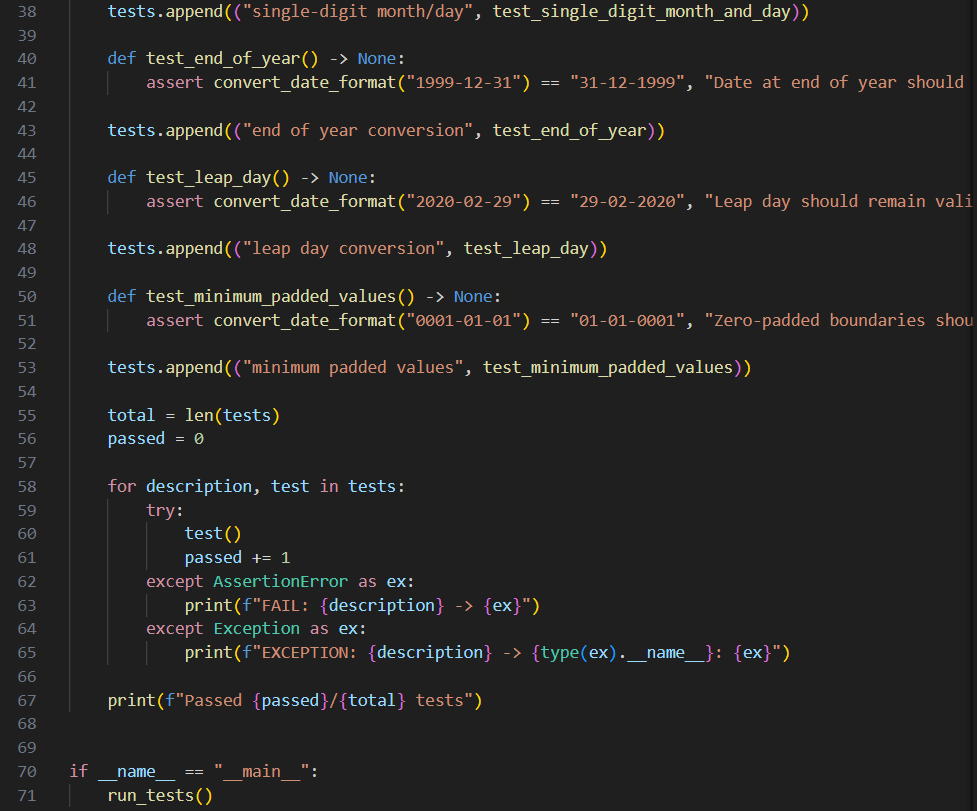 38 tests.append(("single-digit month/day", test_single_digit_month_and_day))
39
40 def test_end_of_year() -> None:
41 assert convert_date_format("1999-12-31") == "31-12-1999", "Date at end of year should
42
43 tests.append(("end of year conversion", test_end_of_year))
44
45 def test_leap_day() -> None:
46 assert convert_date_format("2020-02-29") == "29-02-2020", "Leap day should remain vali
47
48 tests.append(("leap day conversion", test_leap_day))
49
50 def test_minimum_padded_values() -> None:
51 assert convert_date_format("0001-01-01") == "01-01-0001", "Zero-padded boundaries shou
52
53 tests.append(("minimum padded values", test_minimum_padded_values))
54
55 total = len(tests)
56 passed = 0
57
58 for description, test in tests:
59 try:
60 test()
61 passed += 1
62 except AssertionError as ex:
63 print(f"FAIL: {description} -> {ex}")
64 except Exception as ex:
65 print(f"EXCEPTION: {description} -> {type(ex).__name__}: {ex}")
66
67 print(f"Passed {passed}/{total} tests")
68
69
70 if __name__ == "__main__":
71 run_tests()